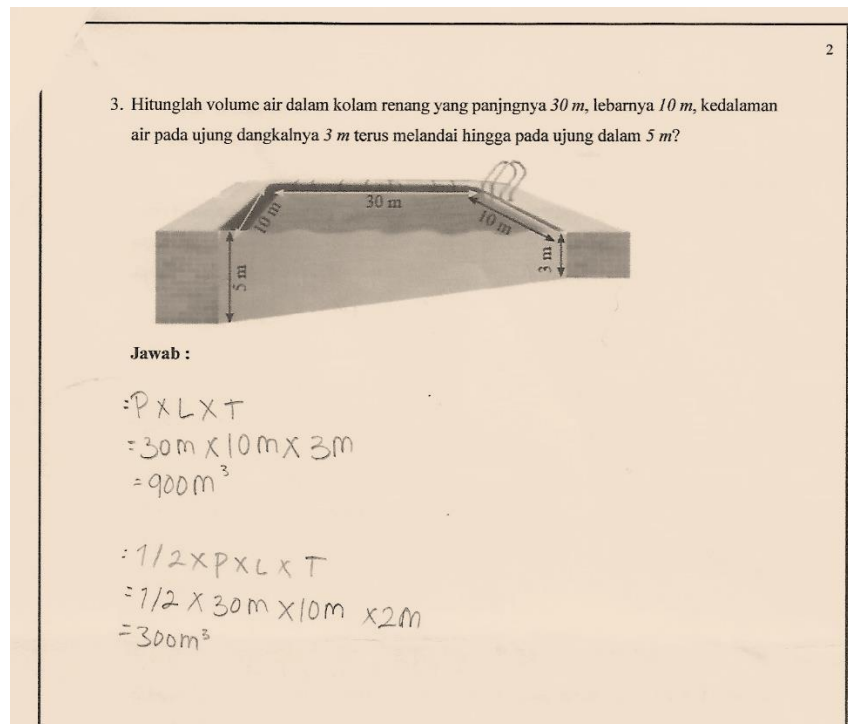 2
3. Hitunglah volume air dalam kolam renang yang panjngnya 30 m, lebarnya 10 m, kedalaman
air pada ujung dangkalnya 3 m terus melandai hingga pada ujung dalam 5 m?
30 m
10 m
10 m
5 m
3 m
Jawab :
=P X L X T
=30m X 10m X 3m
=900m³
=1/2 X P X L X T
=1/2 X 30m X 10m X2m
=300m³